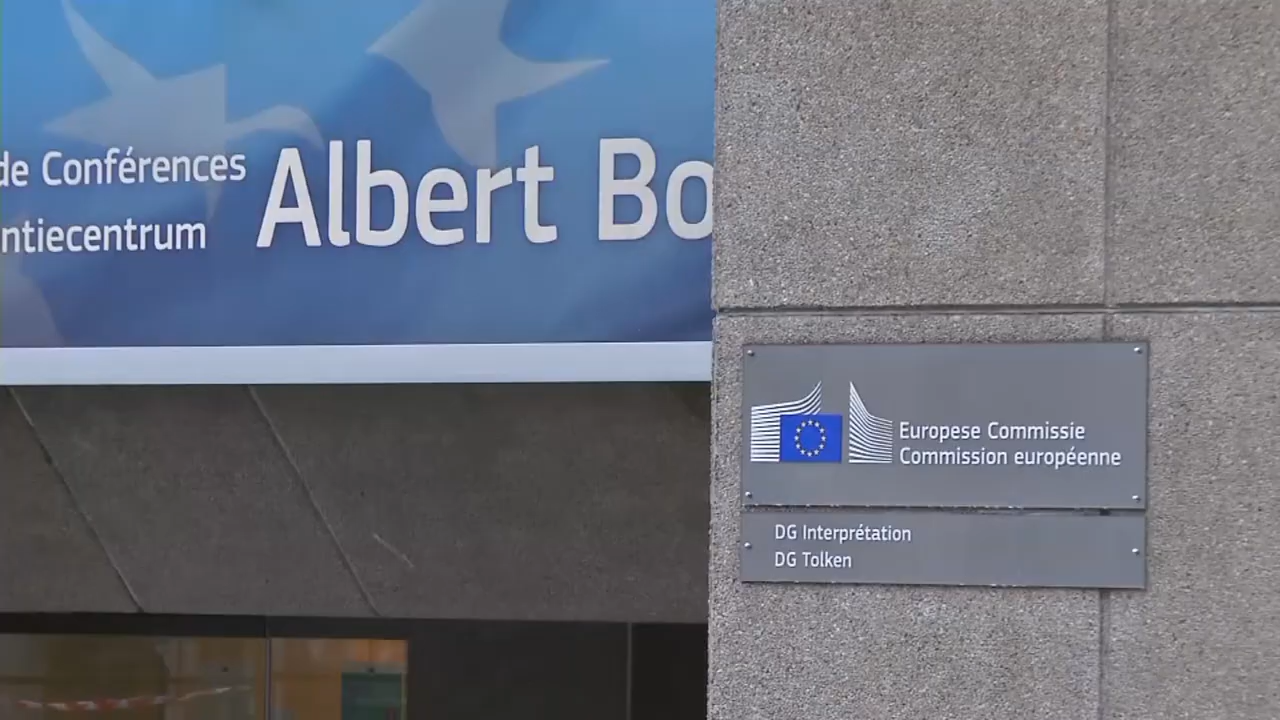 de Conférences
ntiecentrum
Albert Bo
Europese Commissie
Commission européenne
DG Interprétation
DG Tolken